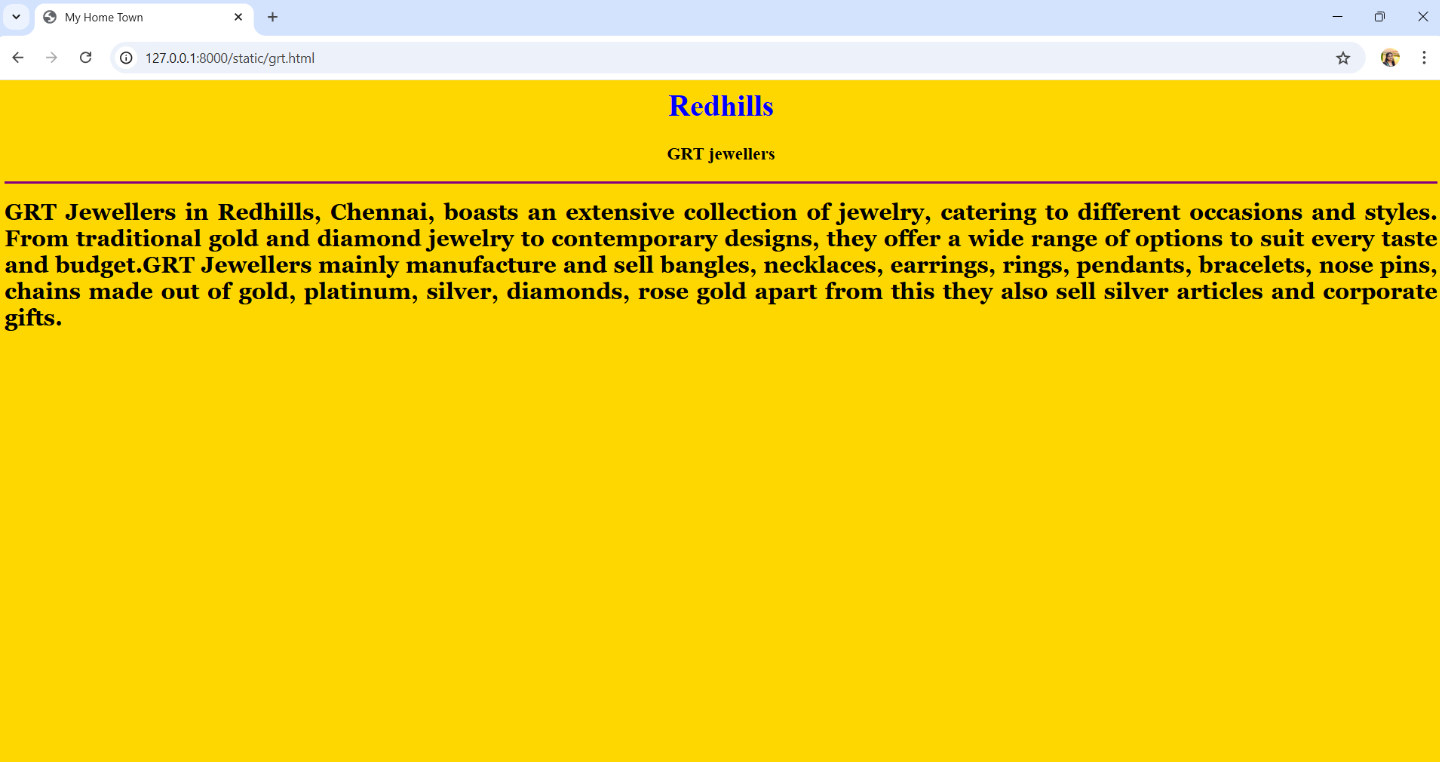 My Home Town
127.0.0.1:8000/static/grt.html
Redhills
GRT jewellers
GRT Jewellers in Redhills, Chennai, boasts an extensive collection of jewelry, catering to different occasions and styles.
From traditional gold and diamond jewelry to contemporary designs, they offer a wide range of options to suit every taste
and budget.GRT Jewellers mainly manufacture and sell bangles, necklaces, earrings, rings, pendants, bracelets, nose pins,
chains made out of gold, platinum, silver, diamonds, rose gold apart from this they also sell silver articles and corporate
gifts.